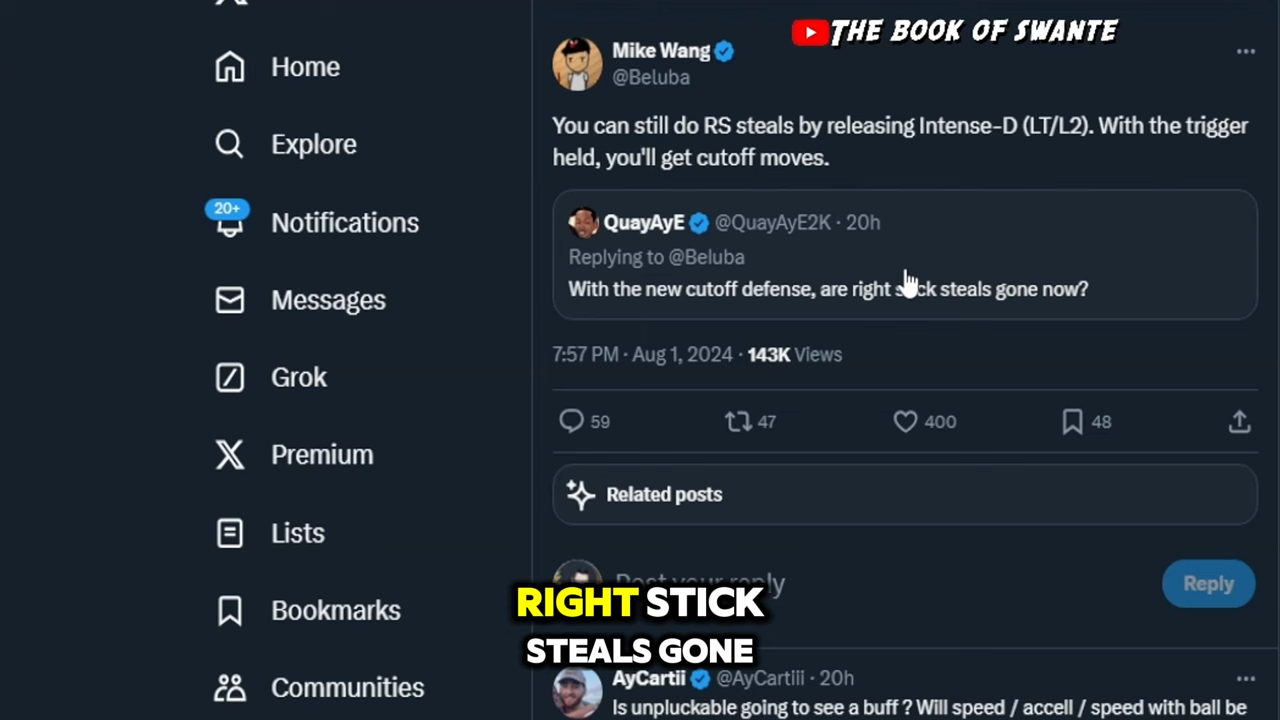 THE BOOK OF SWANTE
Mike Wang
@Beluba
You can still do RS steals by releasing Intense-D (LT/L2). With the trigger
held, you'll get cutoff moves.
QuayAyE @QuayAyE2K · 20h
Replying to @Beluba
With the new cutoff defense, are right stick steals gone now?
7:57 PM · Aug 1, 2024 · 143K Views
59 47 400 48
Related posts
Post your reply
Reply
AyCartii @AyCartiii · 20h
Is unpluckable going to see a buff ? Will speed / accell / speed with ball be
Home
Explore
20+
Notifications
Messages
Grok
Premium
Lists
Bookmarks
Communities
RIGHT STICK
STEALS GONE